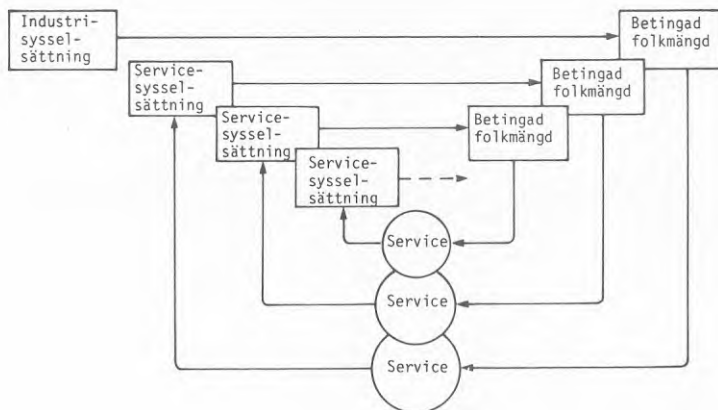 Industri-
syssel-
sättning
Betingad
folkmängd
Service-
syssel-
sättning
Betingad
folkmängd
Service-
syssel-
sättning
Betingad
folkmängd
Service-
syssel-
sättning
Service
Service
Service